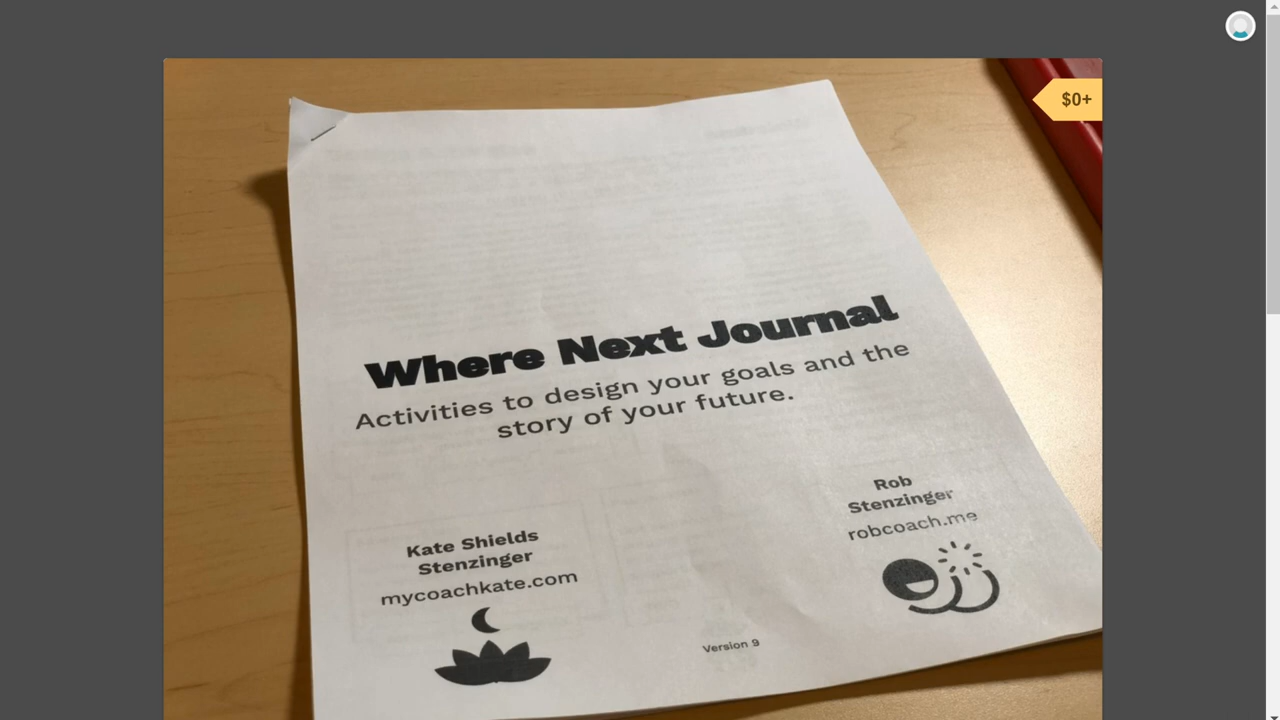 $0+
Where Next Journal
Activities to design your goals and the
story of your future.
Rob
Stenzinger
robcoach.me
Kate Shields
Stenzinger
mycoachkate.com
Version 9